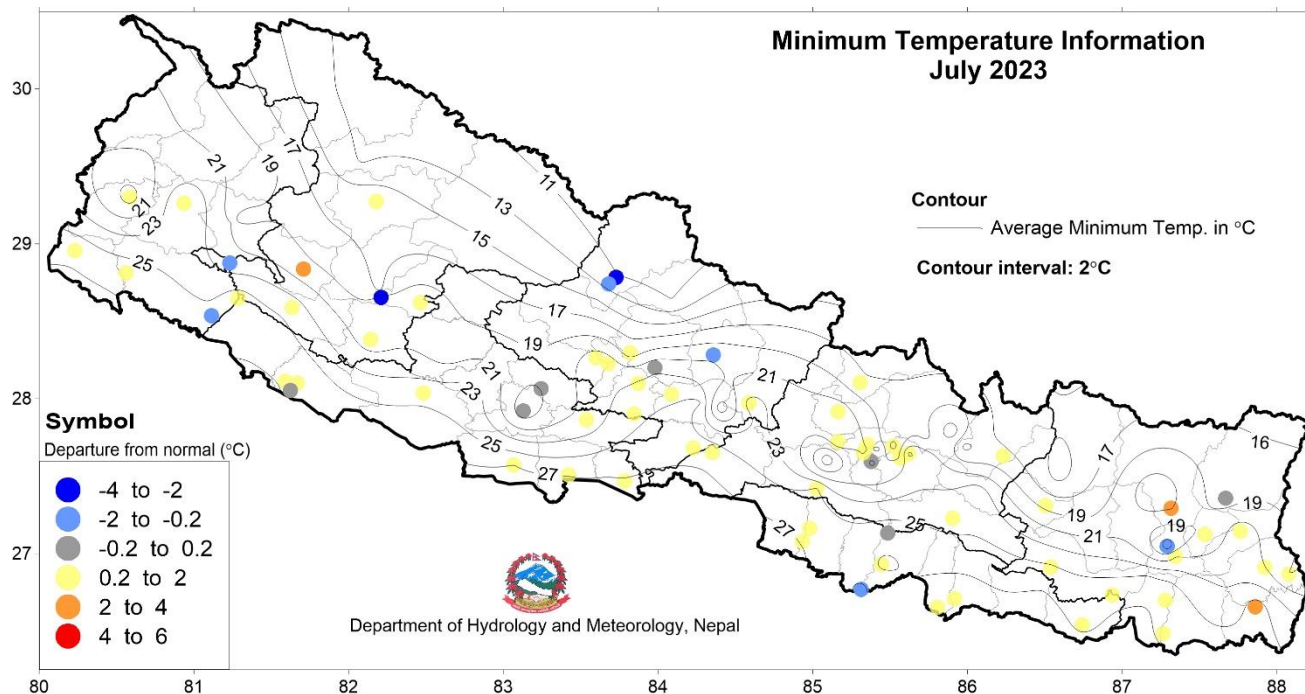 Minimum Temperature Information
July 2023
30
29
28
27
21
19
17
11
13
15
21
23
25
17
19
21
23
25
27
21
23
25
27
16
17
19
19
19
21
Contour
Average Minimum Temp. in °C
Contour interval: 2°C
Symbol
Departure from normal (°C)
-4 to -2
-2 to -0.2
-0.2 to 0.2
0.2 to 2
2 to 4
4 to 6
Department of Hydrology and Meteorology, Nepal
80 81 82 83 84 85 86 87 88